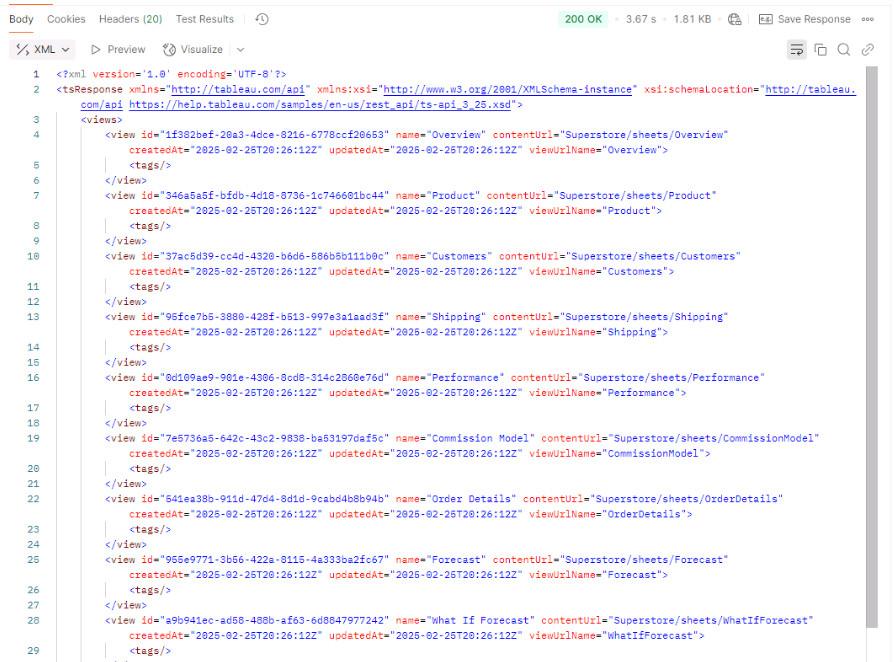 Body Cookies Headers (20) Test Results 200 OK 3.67 s 1.81 KB Save Response
XML Preview Visualize
1 <?xml version='1.0' encoding='UTF-8'?>
2 <tsResponse xmlns="http://tableau.com/api" xmlns:xsi="http://www.w3.org/2001/XMLSchema-instance" xsi:schemaLocation="http://tableau.
com/api https://help.tableau.com/samples/en-us/rest_api/ts-api_3_25.xsd">
3 <views>
4 <view id="1f382bef-20a3-4dce-8216-6778ccf20653" name="Overview" contentUrl="Superstore/sheets/Overview"
createdAt="2025-02-25T20:26:12Z" updatedAt="2025-02-25T20:26:12Z" viewUrlName="Overview">
5 <tags/>
6 </view>
7 <view id="346a5a5f-bfdb-4d18-8736-1c746601bc44" name="Product" contentUrl="Superstore/sheets/Product"
createdAt="2025-02-25T20:26:12Z" updatedAt="2025-02-25T20:26:12Z" viewUrlName="Product">
8 <tags/>
9 </view>
10 <view id="37ac5d39-cc4d-4320-b6d6-586b5b111b0c" name="Customers" contentUrl="Superstore/sheets/Customers"
createdAt="2025-02-25T20:26:12Z" updatedAt="2025-02-25T20:26:12Z" viewUrlName="Customers">
11 <tags/>
12 </view>
13 <view id="95fce7b5-3880-428f-b513-997e3a1aad3f" name="Shipping" contentUrl="Superstore/sheets/Shipping"
createdAt="2025-02-25T20:26:12Z" updatedAt="2025-02-25T20:26:12Z" viewUrlName="Shipping">
14 <tags/>
15 </view>
16 <view id="0d109ae9-901e-4306-8cd8-314c2860e76d" name="Performance" contentUrl="Superstore/sheets/Performance"
createdAt="2025-02-25T20:26:12Z" updatedAt="2025-02-25T20:26:12Z" viewUrlName="Performance">
17 <tags/>
18 </view>
19 <view id="7e5736a5-642c-43c2-9838-ba53197daf5c" name="Commission Model" contentUrl="Superstore/sheets/CommissionModel"
createdAt="2025-02-25T20:26:12Z" updatedAt="2025-02-25T20:26:12Z" viewUrlName="CommissionModel">
20 <tags/>
21 </view>
22 <view id="541ea38b-911d-47d4-8d1d-9cabd4b8b94b" name="Order Details" contentUrl="Superstore/sheets/OrderDetails"
createdAt="2025-02-25T20:26:12Z" updatedAt="2025-02-25T20:26:12Z" viewUrlName="OrderDetails">
23 <tags/>
24 </view>
25 <view id="955e9771-3b56-422a-8115-4a333ba2fc67" name="Forecast" contentUrl="Superstore/sheets/Forecast"
createdAt="2025-02-25T20:26:12Z" updatedAt="2025-02-25T20:26:12Z" viewUrlName="Forecast">
26 <tags/>
27 </view>
28 <view id="a9b941ec-ad58-488b-af63-6d8847977242" name="What If Forecast" contentUrl="Superstore/sheets/WhatIfForecast"
createdAt="2025-02-25T20:26:12Z" updatedAt="2025-02-25T20:26:12Z" viewUrlName="WhatIfForecast">
29 <tags/>